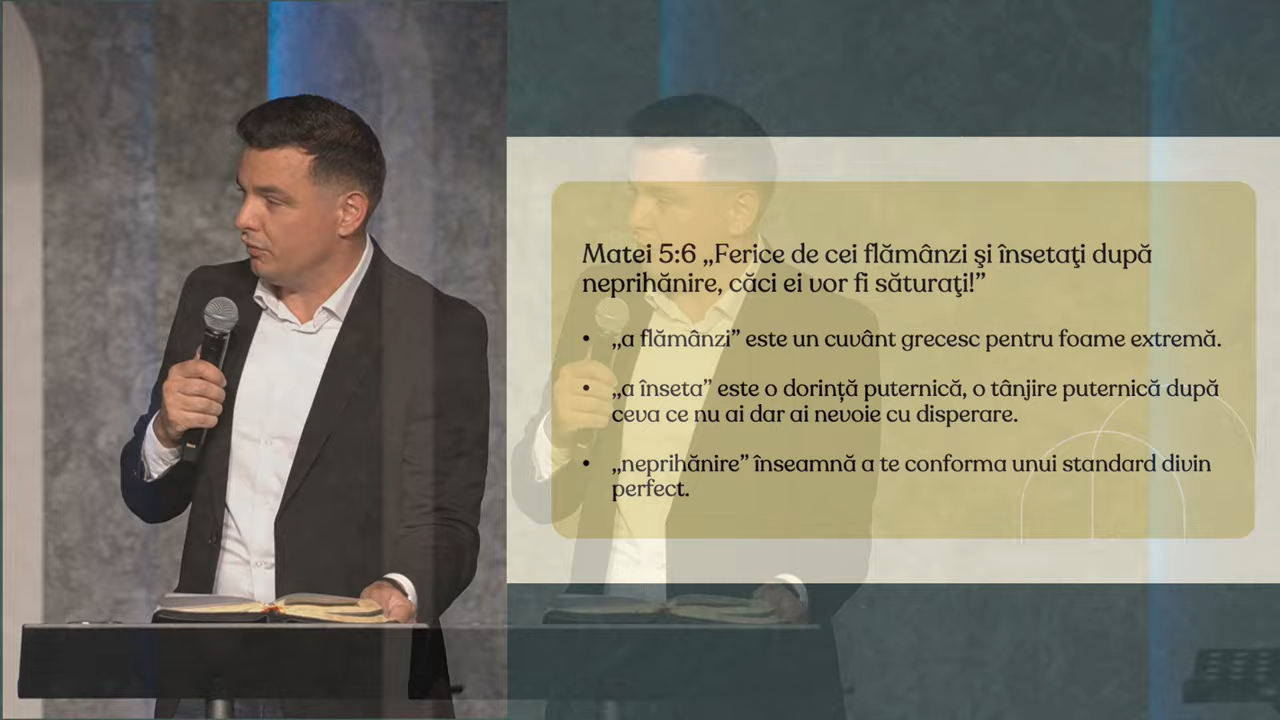 Matei 5:6 „Ferice de cei flămânzi şi însetaţi după
neprihănire, căci ei vor fi săturaţi!”
• „a flămânzi” este un cuvânt grecesc pentru foame extremă.
• „a înseta” este o dorință puternică, o tânjire puternică după
ceva ce nu ai dar ai nevoie cu disperare.
• „neprihănire” înseamnă a te conforma unui standard divin
perfect.